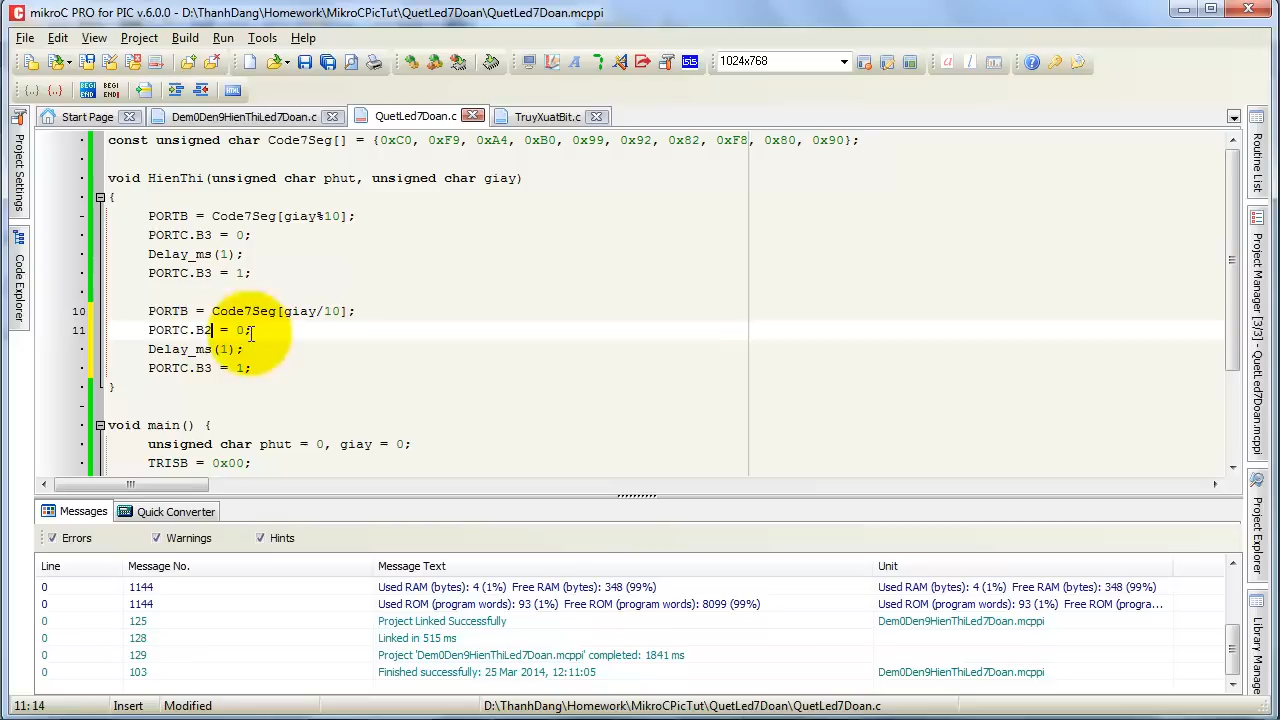 mikroC PRO for PIC v.6.0.0 - D:\ThanhDang\Homework\MikroCPicTut\QuetLed7Doan\QuetLed7Doan.mcppi
File Edit View Project Build Run Tools Help
1024x768
Start Page Dem0Den9HienThiLed7Doan.c QuetLed7Doan.c TruyXuatBit.c
Project Settings
Code Explorer
Routine List
Project Manager [3/3] - QuetLed7Doan.mcppi
Project Explorer
Library Manager
const unsigned char Code7Seg[] = {0xC0, 0xF9, 0xA4, 0xB0, 0x99, 0x92, 0x82, 0xF8, 0x80, 0x90};
void HienThi(unsigned char phut, unsigned char giay)
{
PORTB = Code7Seg[giay%10];
PORTC.B3 = 0;
Delay_ms(1);
PORTC.B3 = 1;
10 PORTB = Code7Seg[giay/10];
11 PORTC.B2 = 0;
Delay_ms(1);
PORTC.B3 = 1;
}
void main() {
unsigned char phut = 0, giay = 0;
TRISB = 0x00;
Messages Quick Converter
Errors Warnings Hints
Line Message No. Message Text Unit
0 1144 Used RAM (bytes): 4 (1%) Free RAM (bytes): 348 (99%) Used RAM (bytes): 4 (1%) Free RAM (bytes): 348 (99%)
0 1144 Used ROM (program words): 93 (1%) Free ROM (program words): 8099 (99%) Used ROM (program words): 93 (1%) Free ROM (progra...
0 125 Project Linked Successfully Dem0Den9HienThiLed7Doan.mcppi
0 128 Linked in 515 ms
0 129 Project 'Dem0Den9HienThiLed7Doan.mcppi' completed: 1841 ms
0 103 Finished successfully: 25 Mar 2014, 12:11:05 Dem0Den9HienThiLed7Doan.mcppi
11:14 Insert Modified D:\ThanhDang\Homework\MikroCPicTut\QuetLed7Doan\QuetLed7Doan.c